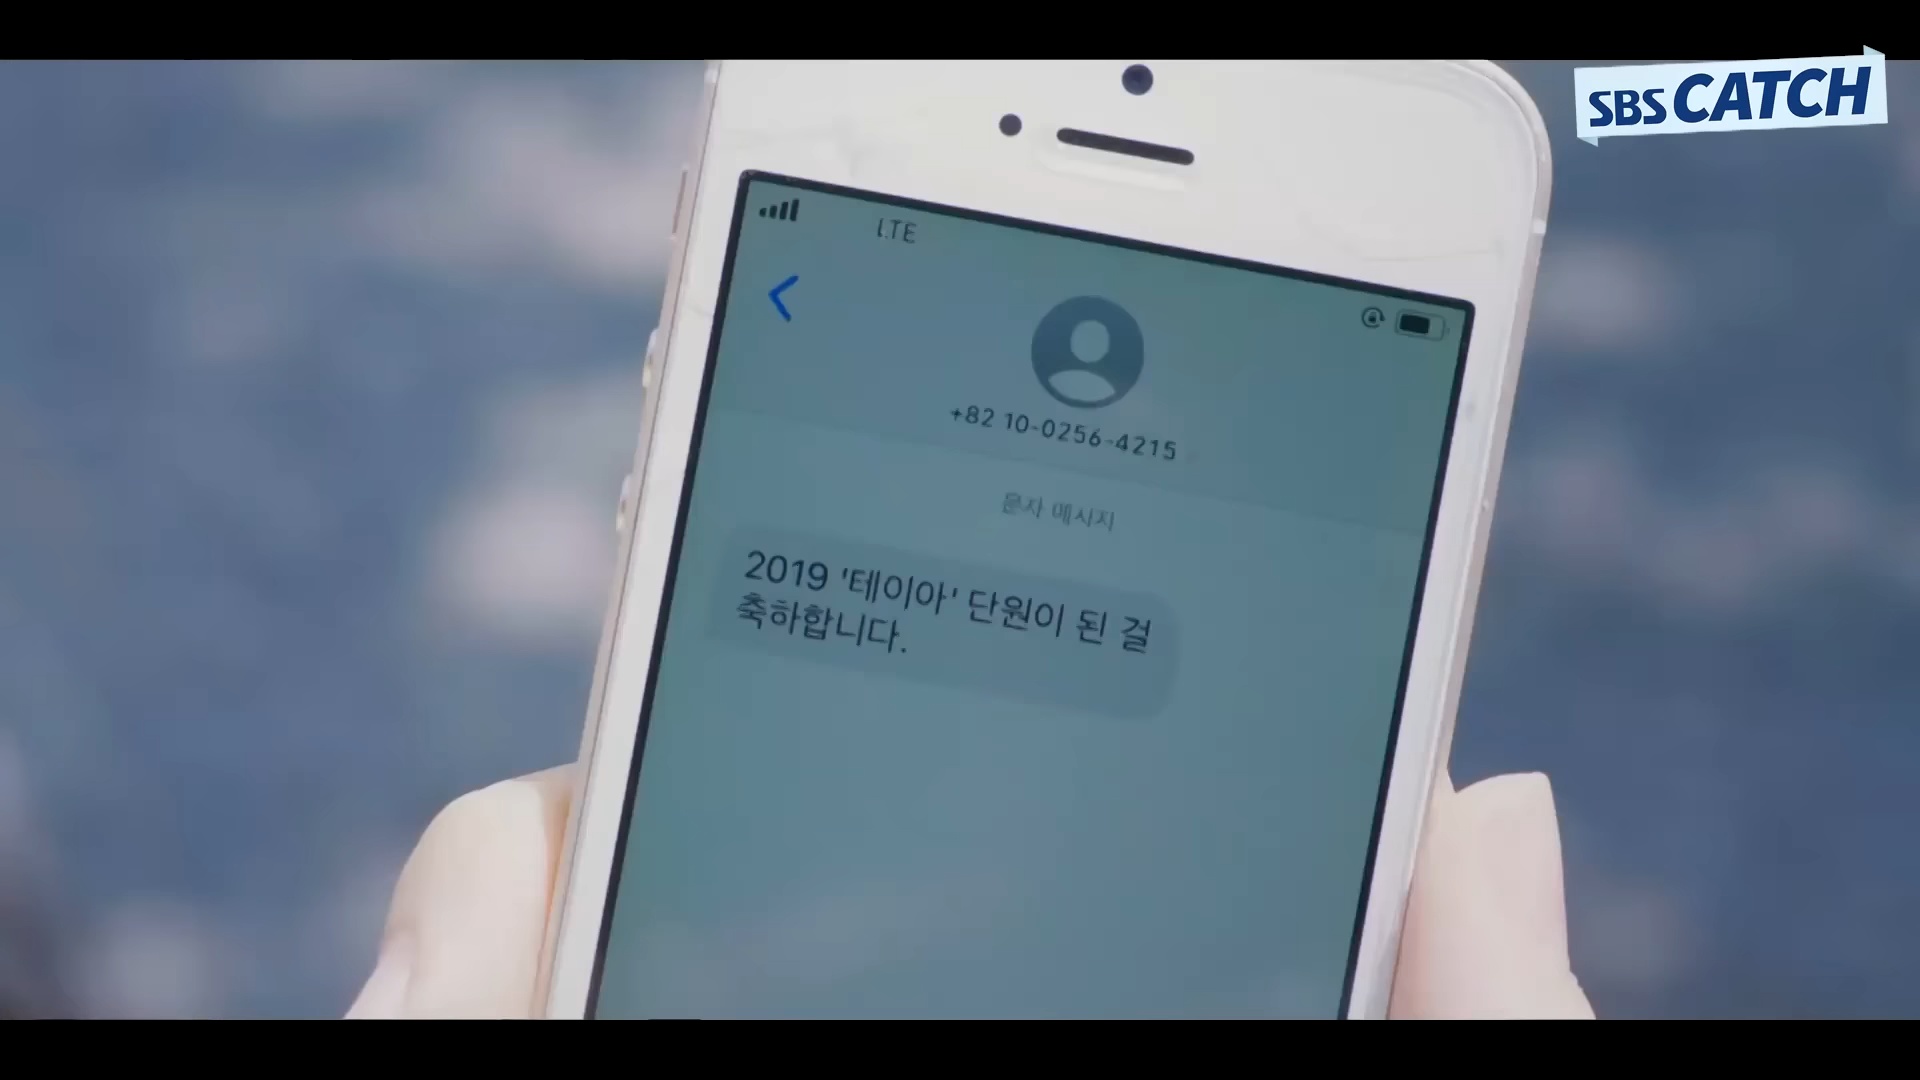 SBS CATCH
LTE
+82 10-0256-4215
문자 메시지
2019 '테이아' 단원이 된 걸
축하합니다.